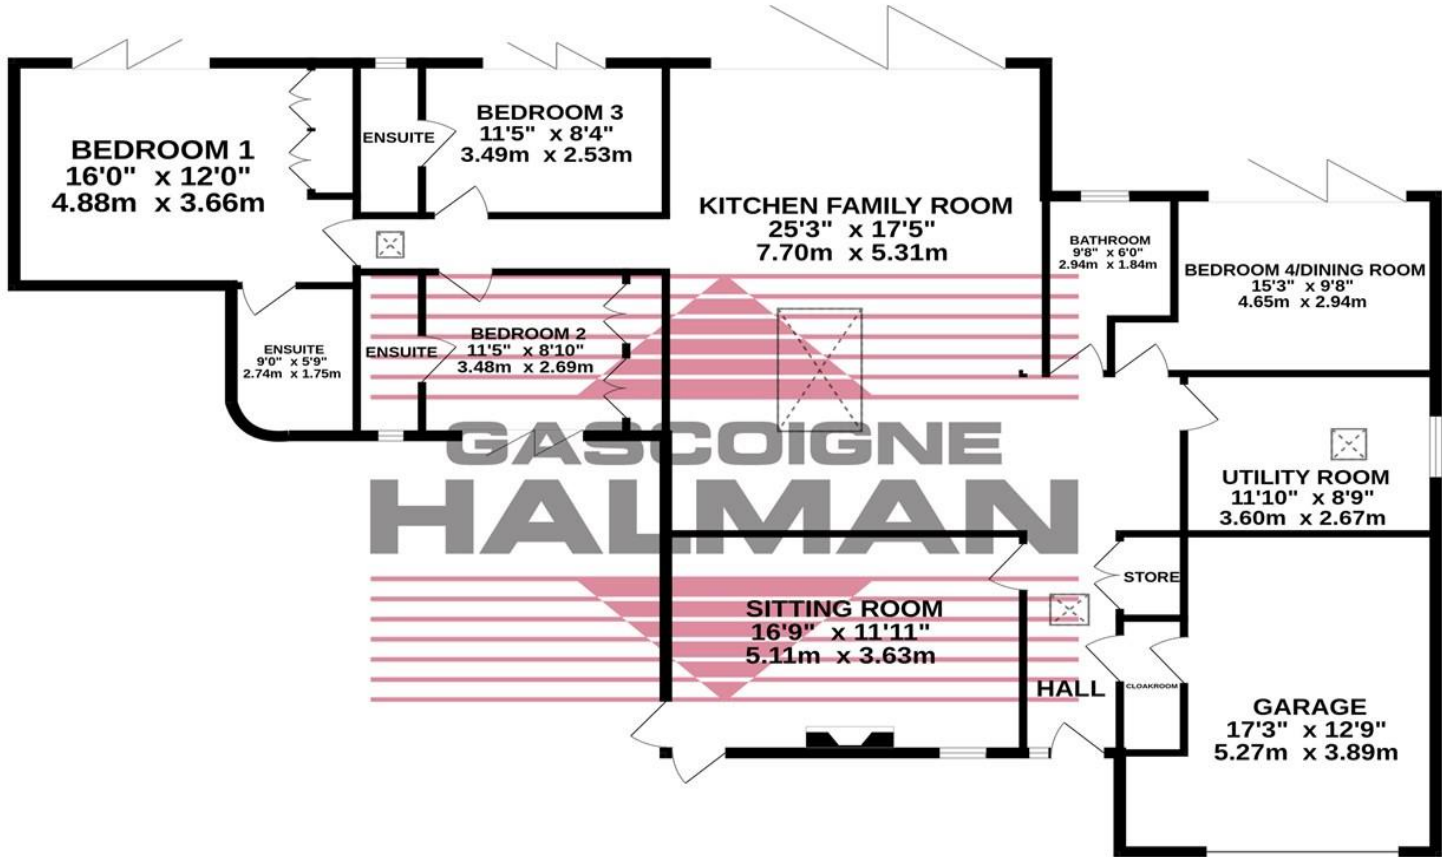 BEDROOM 1
16'0" x 12'0"
4.88m x 3.66m
ENSUITE
BEDROOM 3
11'5" x 8'4"
3.49m x 2.53m
KITCHEN FAMILY ROOM
25'3" x 17'5"
7.70m x 5.31m
BATHROOM
9'8" x 6'0"
2.94m x 1.84m
BEDROOM 4/DINING ROOM
15'3" x 9'8"
4.65m x 2.94m
ENSUITE
9'0" x 5'9"
2.74m x 1.75m
ENSUITE
BEDROOM 2
11'5" x 8'10"
3.48m x 2.69m
GASCOIGNE
HALMAN
UTILITY ROOM
11'10" x 8'9"
3.60m x 2.67m
STORE
SITTING ROOM
16'9" x 11'11"
5.11m x 3.63m
HALL
CLOAKROOM
GARAGE
17'3" x 12'9"
5.27m x 3.89m